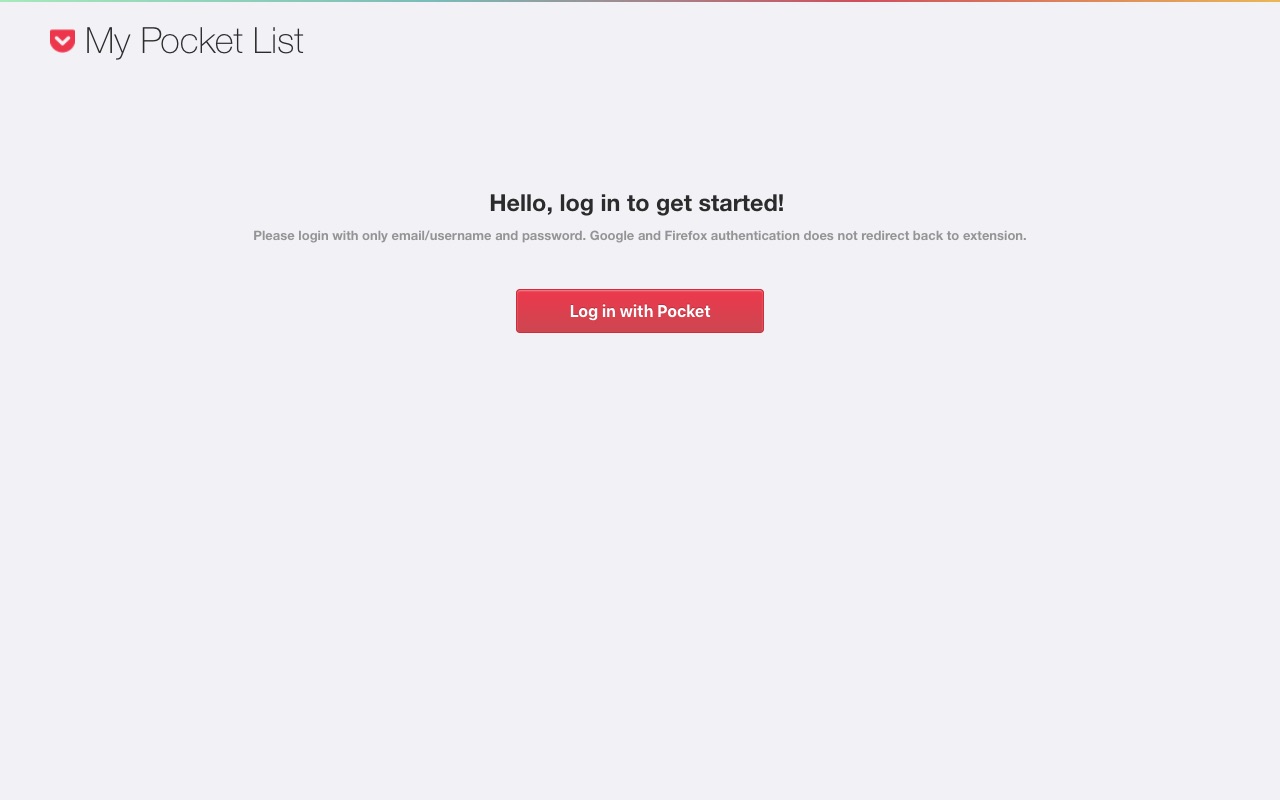 My Pocket List
Hello, log in to get started!
Please login with only email/username and password. Google and Firefox authentication does not redirect back to extension.
Log in with Pocket